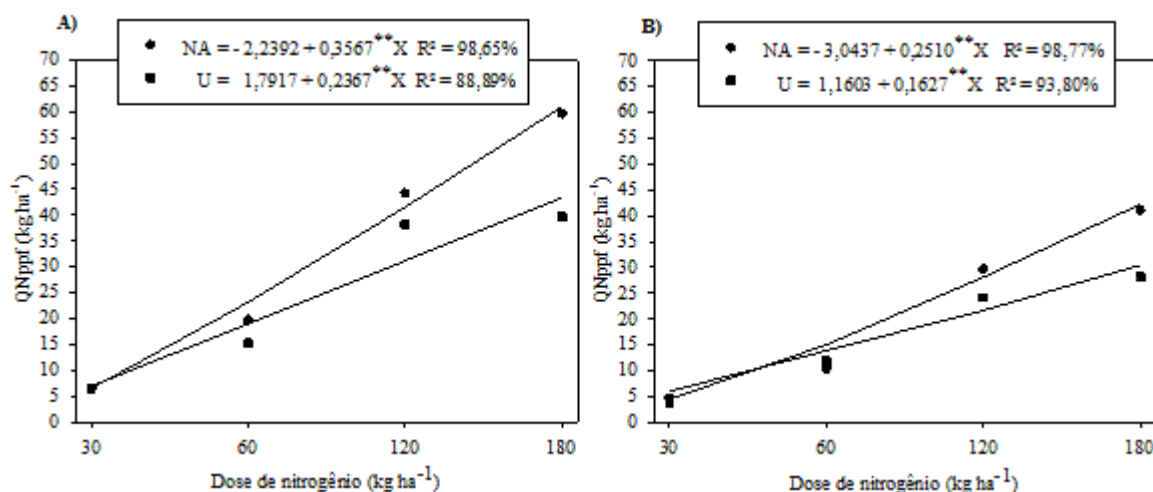 A)
NA = - 2,2392 + 0,3567**X R² = 98,65%
U = 1,7917 + 0,2367**X R² = 88,89%
70
65
60
55
50
45
40
35
30
25
20
15
10
5
0
QNppf (kg ha⁻¹)
30 60 120 180
Dose de nitrogênio (kg ha⁻¹)
B)
NA = - 3,0437 + 0,2510**X R² = 98,77%
U = 1,1603 + 0,1627**X R² = 93,80%
70
65
60
55
50
45
40
35
30
25
20
15
10
5
0
QNppf (kg ha⁻¹)
30 60 120 180
Dose de nitrogênio (kg ha⁻¹)